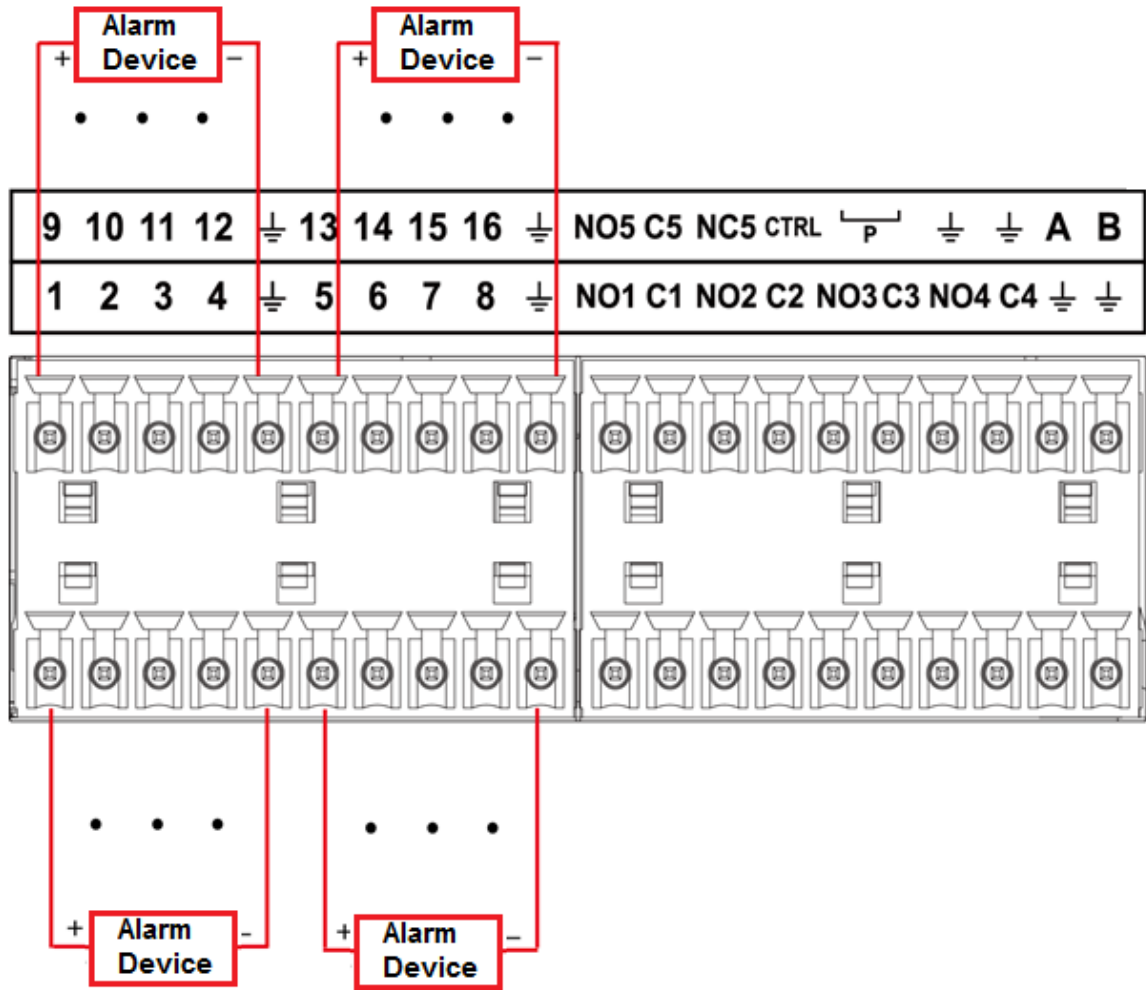 Alarm
Device
+ −
Alarm
Device
+ −
9 10 11 12 ⏚ 13 14 15 16 ⏚ NO5 C5 NC5 CTRL P ⏚ ⏚ A B
1 2 3 4 ⏚ 5 6 7 8 ⏚ NO1 C1 NO2 C2 NO3 C3 NO4 C4 ⏚ ⏚
+ -
Alarm
Device
+ −
Alarm
Device